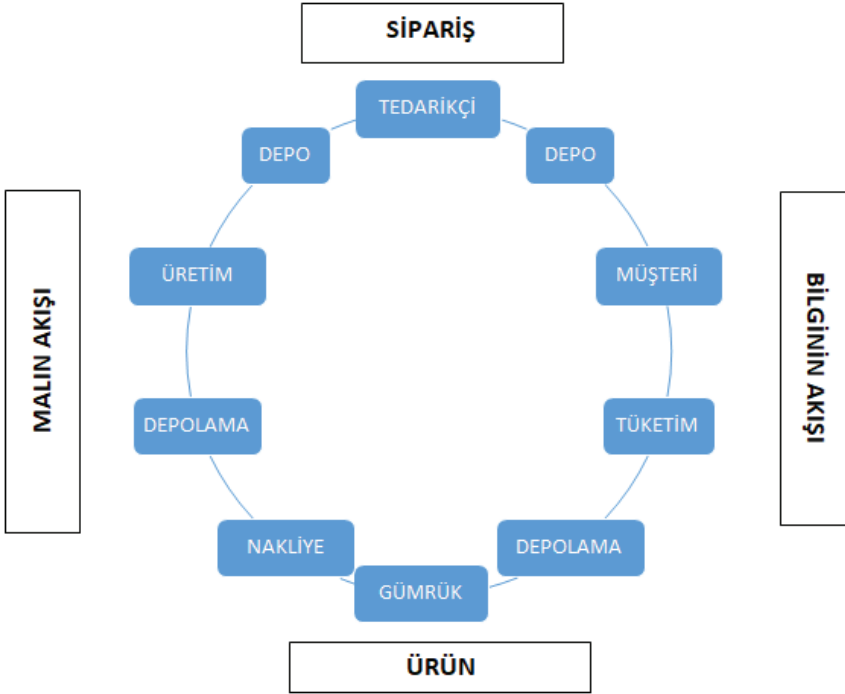 SİPARİŞ
TEDARİKÇİ
DEPO
DEPO
ÜRETİM
MÜŞTERİ
MALIN AKIŞI
BİLGİNİN AKIŞI
DEPOLAMA
TÜKETİM
NAKLİYE
DEPOLAMA
GÜMRÜK
ÜRÜN